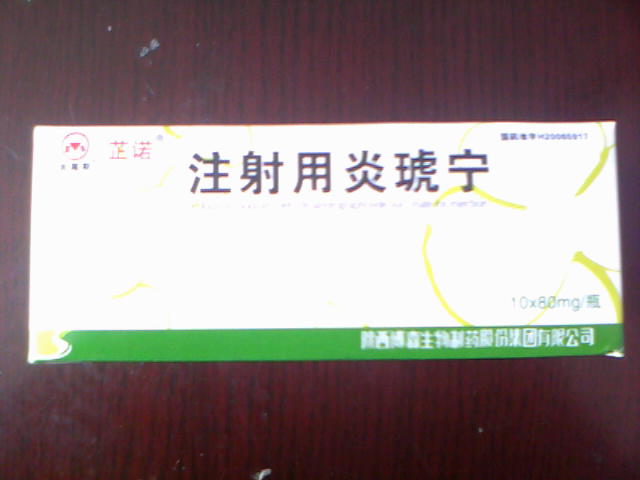 芷诺®
国药准字H20065917
注射用炎琥宁
10x80mg/瓶
陕西博森生物制药股份集团有限公司